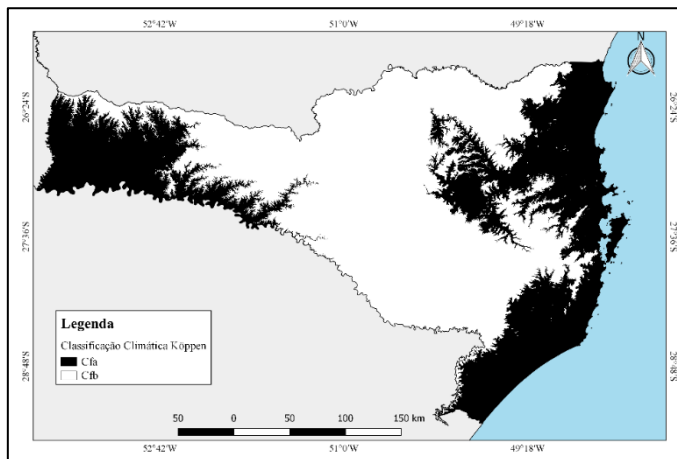 52°42'W 51°0'W 49°18'W
N
26°24'S 26°24'S
27°36'S 27°36'S
Legenda
Classificação Climática Köppen
Cfa
Cfb
28°48'S 28°48'S
50 0 50 100 150 km
52°42'W 51°0'W 49°18'W